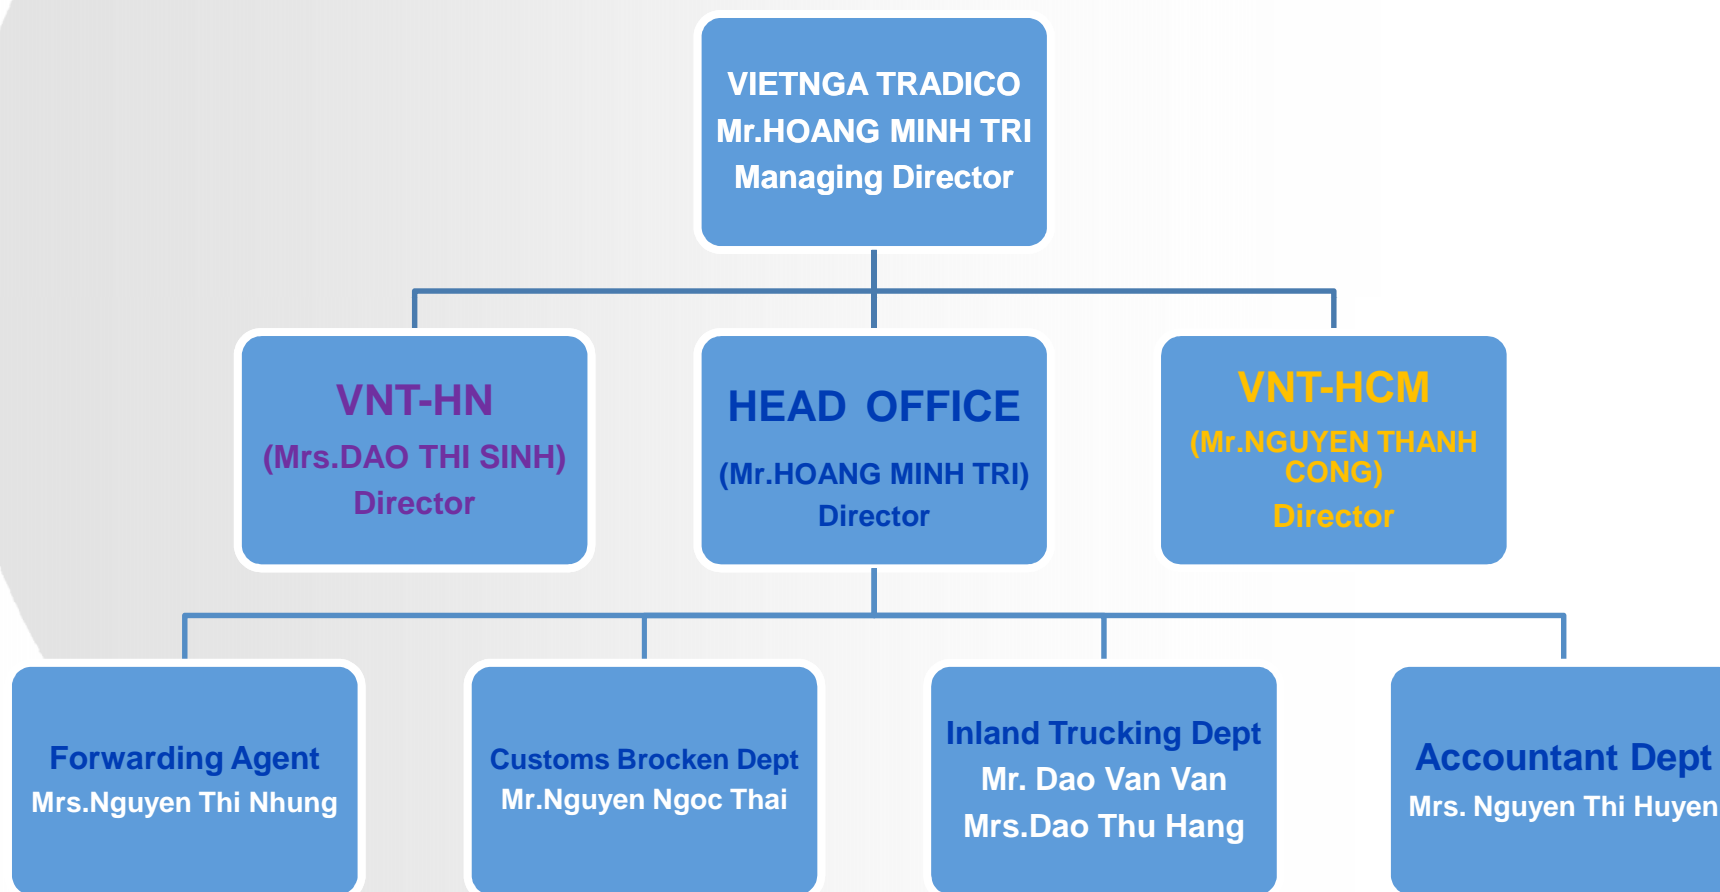 VIETNGA TRADICO
Mr.HOANG MINH TRI
Managing Director
VNT-HN
(Mrs.DAO THI SINH)
Director
HEAD OFFICE
(Mr.HOANG MINH TRI)
Director
VNT-HCM
(Mr.NGUYEN THANH
CONG)
Director
Forwarding Agent
Mrs.Nguyen Thi Nhung
Customs Brocken Dept
Mr.Nguyen Ngoc Thai
Inland Trucking Dept
Mr. Dao Van Van
Mrs.Dao Thu Hang
Accountant Dept
Mrs. Nguyen Thi Huyen